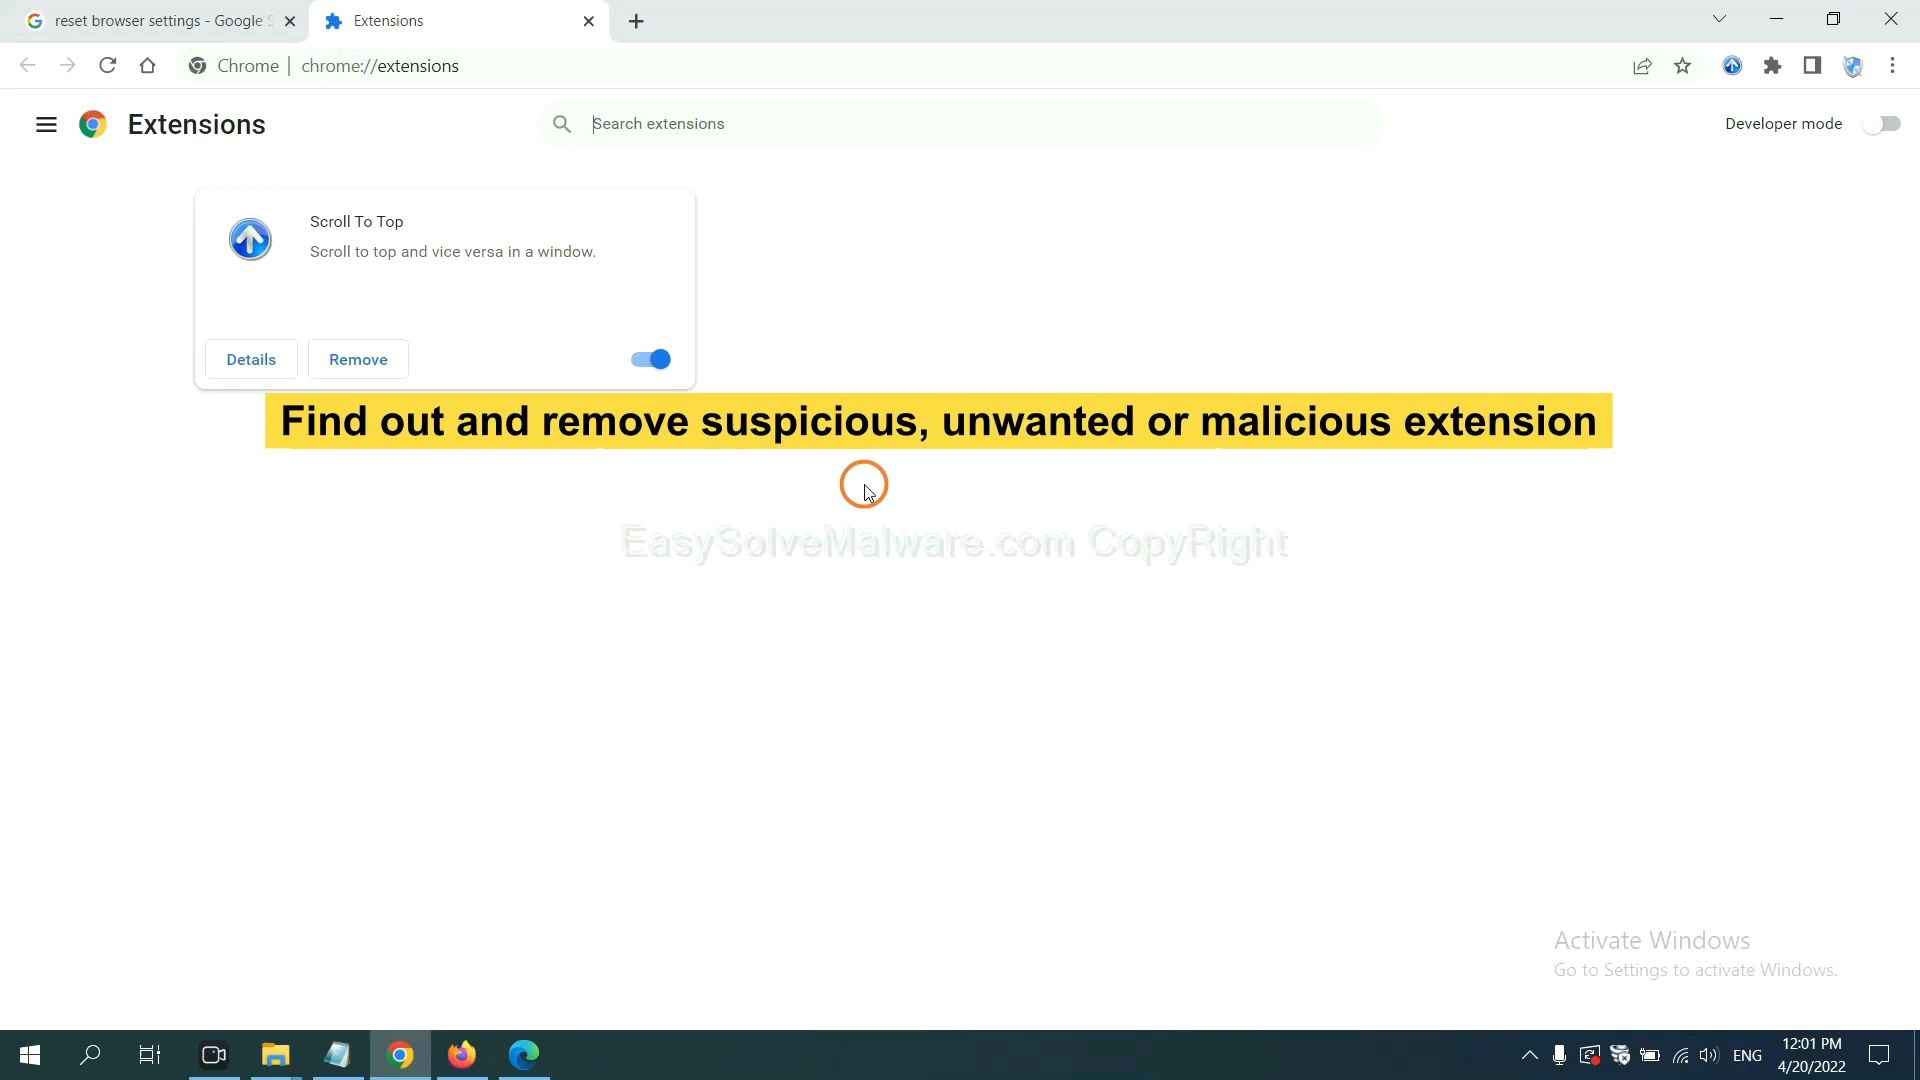 reset browser settings - Google S
Extensions
Chrome
chrome://extensions
Extensions
Search extensions
Developer mode
Scroll To Top
Scroll to top and vice versa in a window.
Details
Remove
Find out and remove suspicious, unwanted or malicious extension
EasySolveMalware.com CopyRight
Activate Windows
Go to Settings to activate Windows.
ENG
12:01 PM
4/20/2022